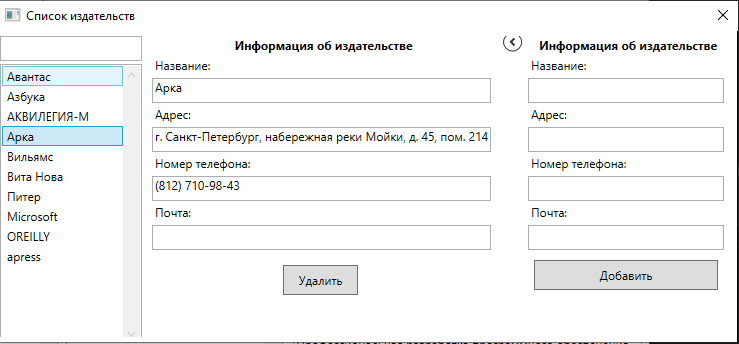 Список издательств
Авантас
Азбука
АКВИЛЕГИЯ-М
Арка
Вильямс
Вита Нова
Питер
Microsoft
OREILLY
apress
Информация об издательстве
Название:
Арка
Адрес:
г. Санкт-Петербург, набережная реки Мойки, д. 45, пом. 214
Номер телефона:
(812) 710-98-43
Почта:
Удалить
Информация об издательстве
Название:
Адрес:
Номер телефона:
Почта:
Добавить